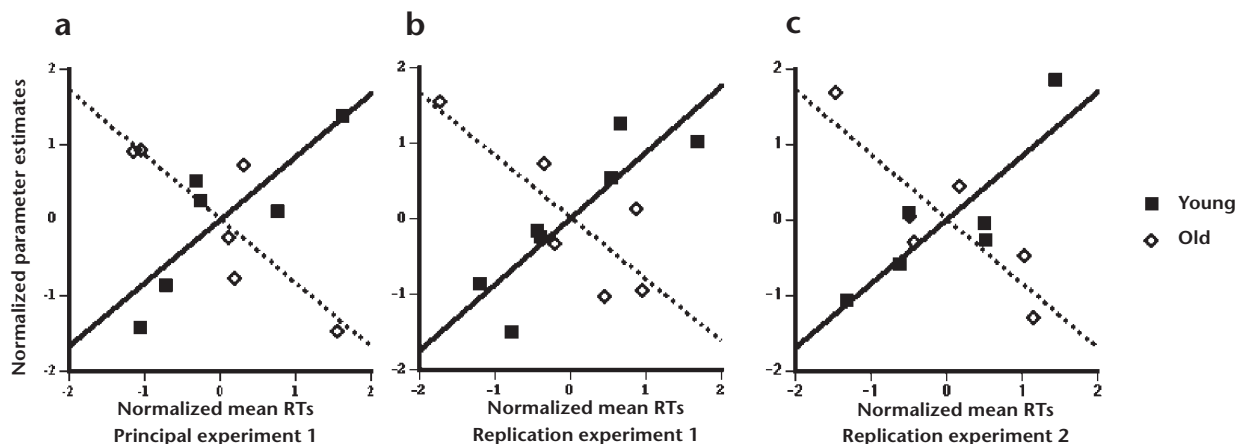 a
b
c
Normalized parameter estimates
2
1
0
-1
-2
-2
-1
0
1
2
2
1
0
-1
-2
-2
-1
0
1
2
2
1
0
-1
-2
-2
-1
0
1
2
Young
Old
Normalized mean RTs
Principal experiment 1
Normalized mean RTs
Replication experiment 1
Normalized mean RTs
Replication experiment 2